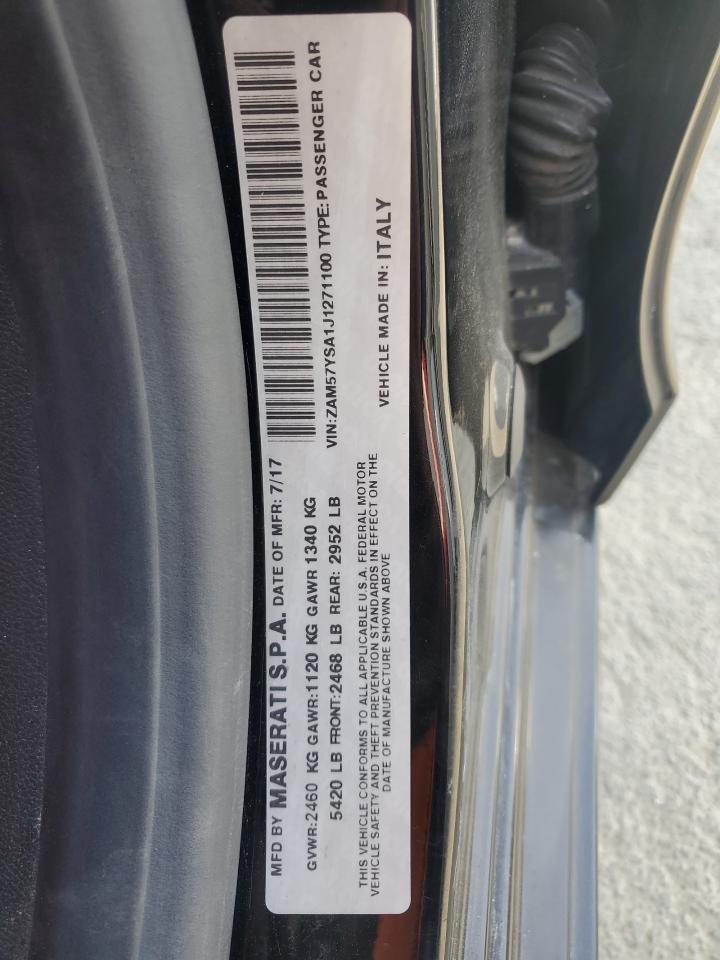 MFD BY MASERATI S.P.A. DATE OF MFR: 7/17
GVWR:2460 KG GAWR:1120 KG GAWR 1340 KG
5420 LB FRONT:2468 LB REAR: 2952 LB
VIN:ZAM57YSA1J1271100 TYPE:PASSENGER CAR
THIS VEHICLE CONFORMS TO ALL APPLICABLE U.S.A. FEDERAL MOTOR
VEHICLE SAFETY AND THEFT PREVENTION STANDARDS IN EFFECT ON THE
DATE OF MANUFACTURE SHOWN ABOVE
VEHICLE MADE IN: ITALY